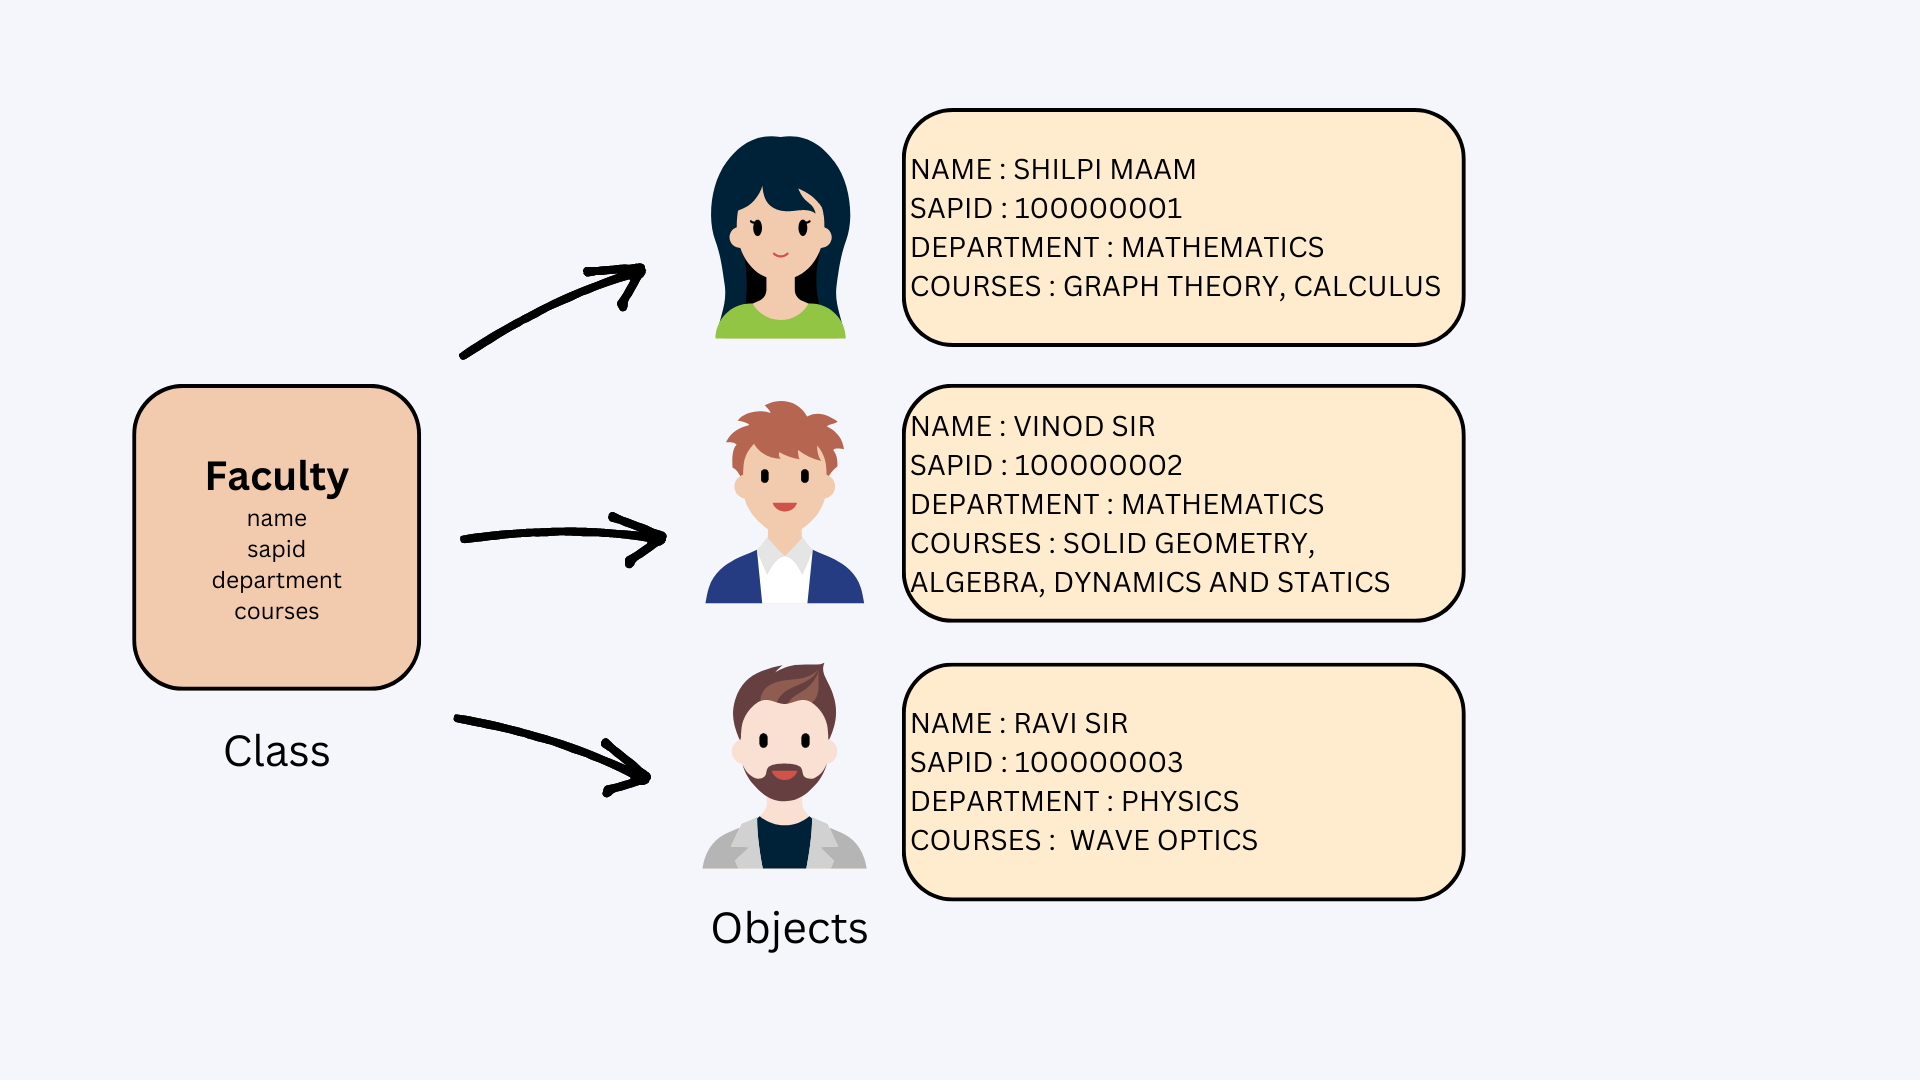 Faculty
name
sapid
department
courses
Class
NAME : SHILPI MAAM
SAPID : 100000001
DEPARTMENT : MATHEMATICS
COURSES : GRAPH THEORY, CALCULUS
NAME : VINOD SIR
SAPID : 100000002
DEPARTMENT : MATHEMATICS
COURSES : SOLID GEOMETRY,
ALGEBRA, DYNAMICS AND STATICS
NAME : RAVI SIR
SAPID : 100000003
DEPARTMENT : PHYSICS
COURSES :  WAVE OPTICS
Objects